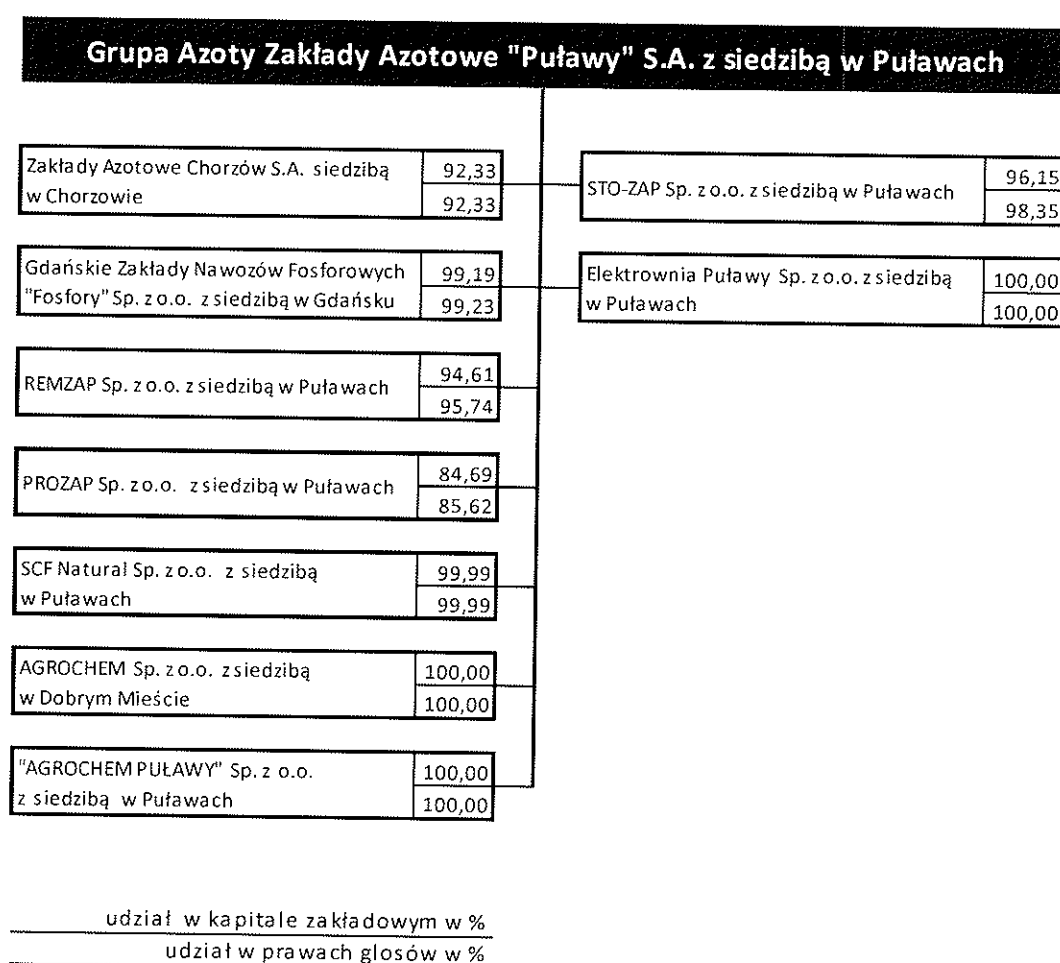 Grupa Azoty Zakłady Azotowe "Puławy" S.A. z siedzibą w Puławach
Zakłady Azotowe Chorzów S.A. siedzibą
w Chorzowie
92,33
92,33
STO-ZAP Sp. z o.o. z siedzibą w Puławach
96,15
98,35
Gdańskie Zakłady Nawozów Fosforowych
"Fosfory" Sp. z o.o. z siedzibą w Gdańsku
99,19
99,23
Elektrownia Puławy Sp. z o.o. z siedzibą
w Puławach
100,00
100,00
REMZAP Sp. z o.o. z siedzibą w Puławach
94,61
95,74
PROZAP Sp. z o.o. z siedzibą w Puławach
84,69
85,62
SCF Natural Sp. z o.o. z siedzibą
w Puławach
99,99
99,99
AGROCHEM Sp. z o.o. z siedzibą
w Dobrym Mieście
100,00
100,00
"AGROCHEM PUŁAWY" Sp. z o.o.
z siedzibą w Puławach
100,00
100,00
udział w kapitale zakładowym w %
udział w prawach glosów w %